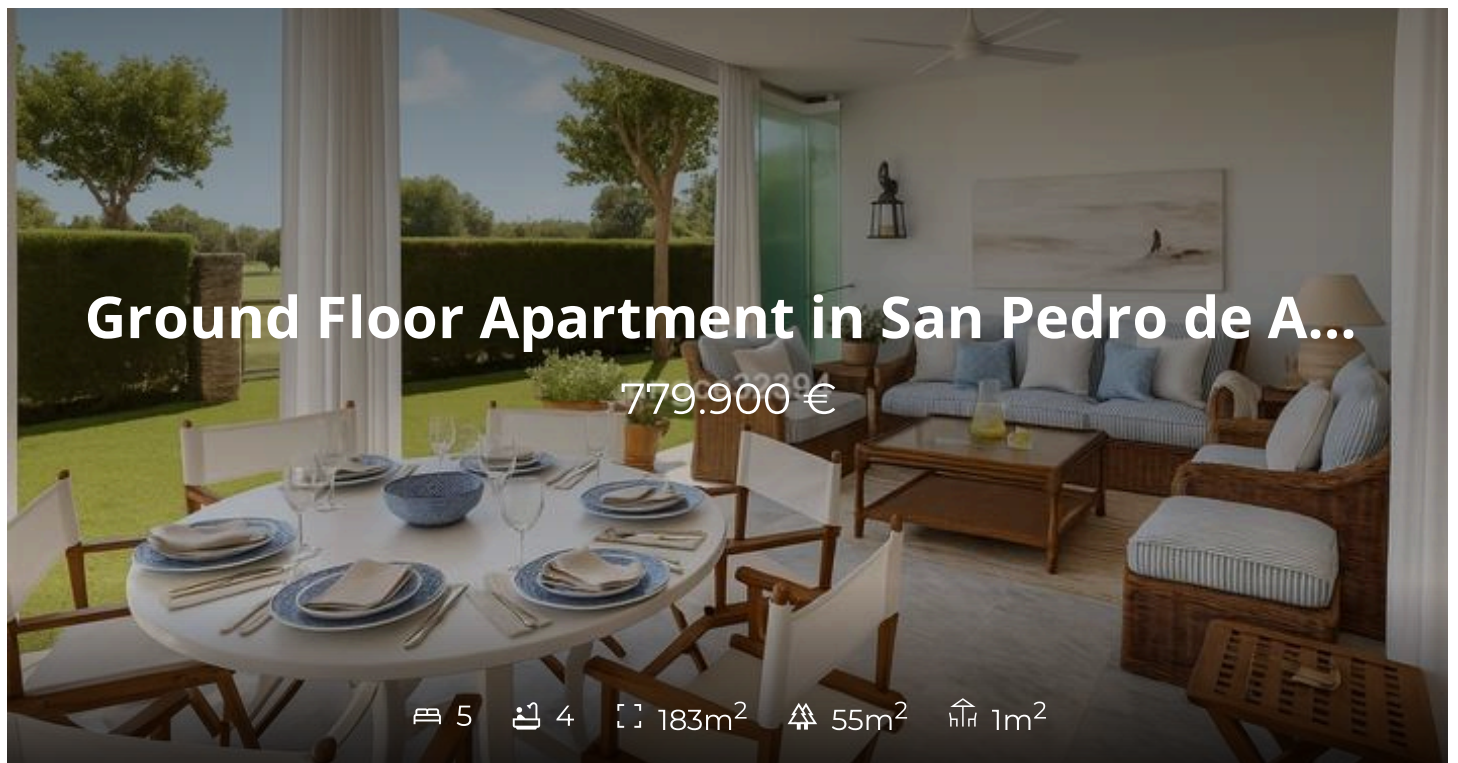 Ground Floor Apartment in San Pedro de A...
779.900 €
5 4 183m² 55m² 1m²